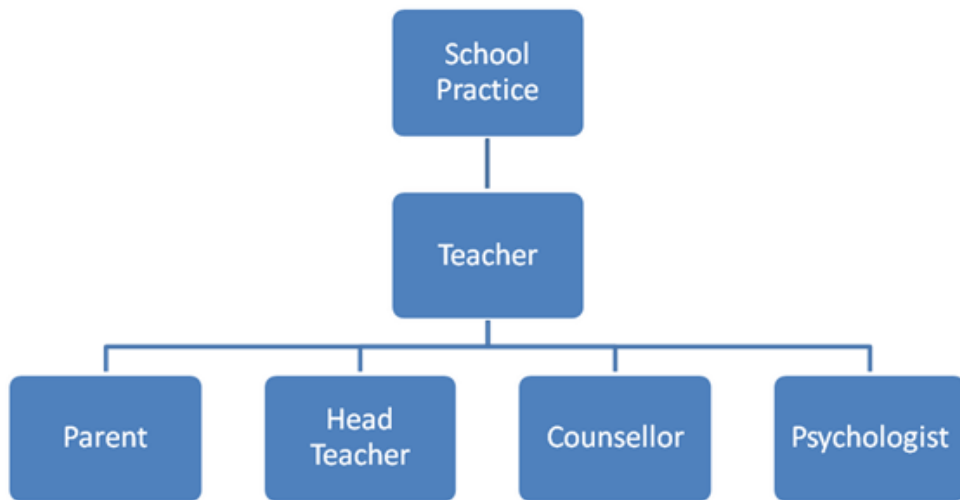 School
Practice
Teacher
Parent
Head
Teacher
Counsellor
Psychologist